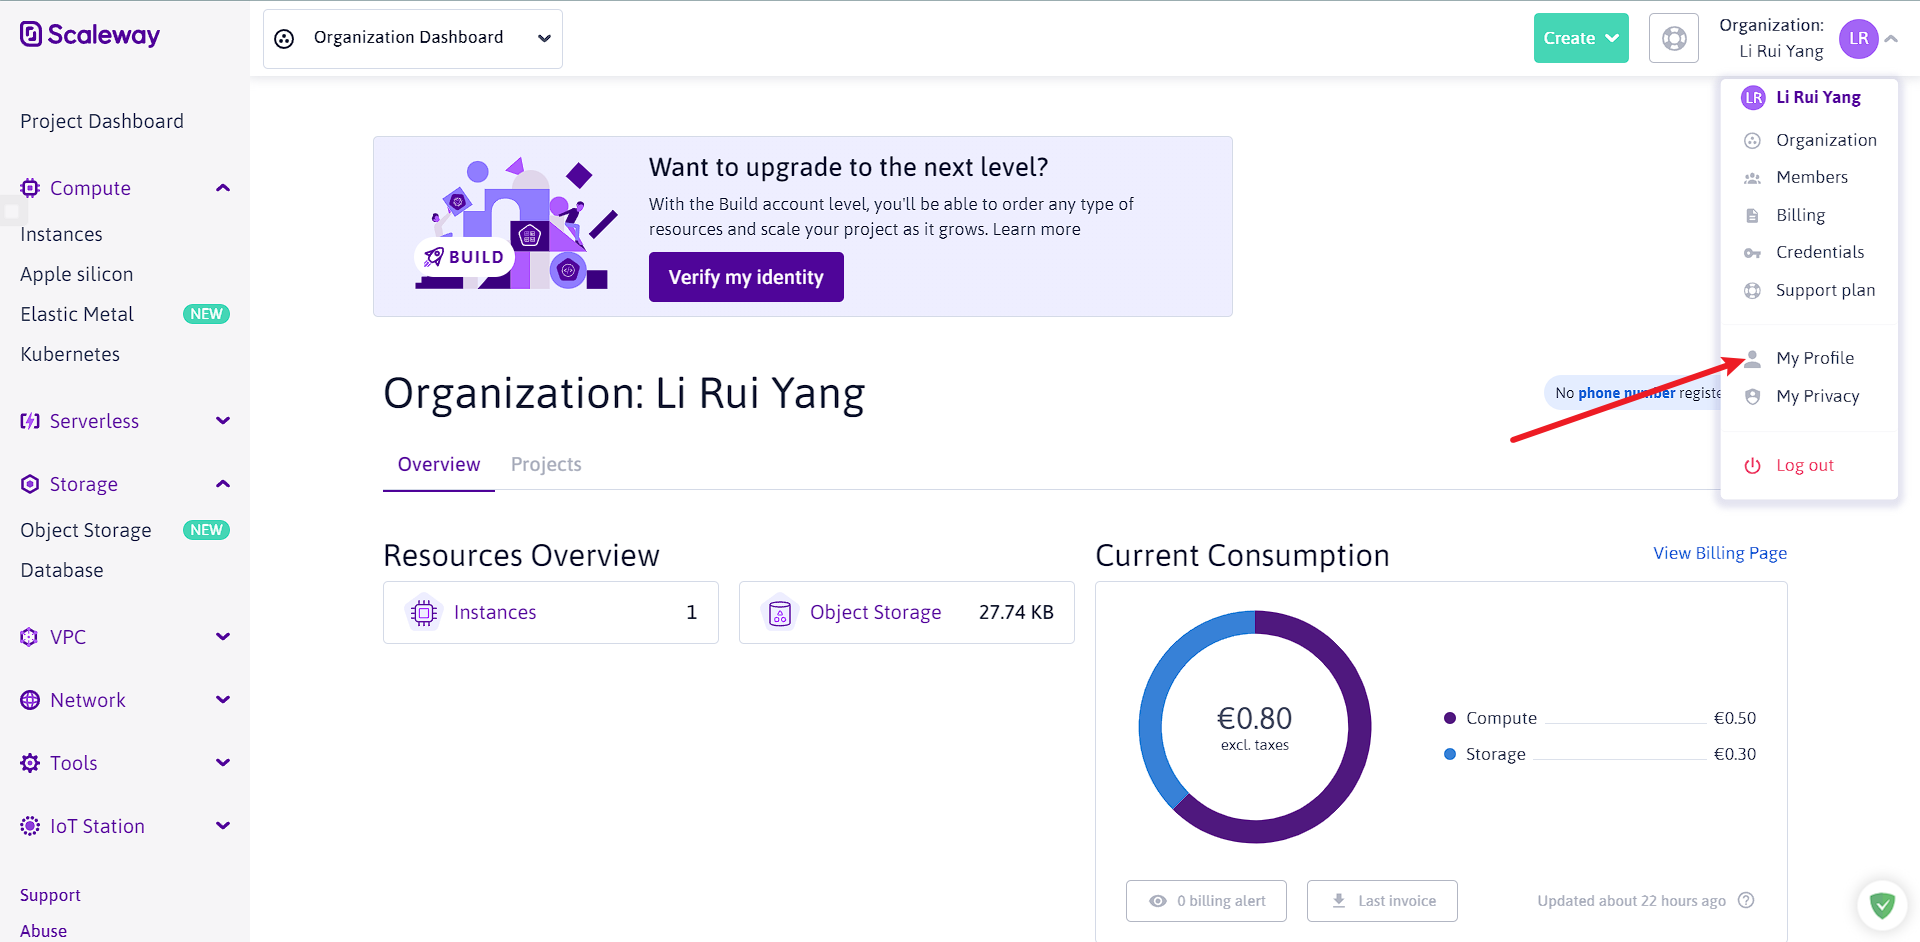 Scaleway
Organization Dashboard
Create
Organization:
Li Rui Yang
LR
Project Dashboard
Compute
Instances
Apple silicon
Elastic Metal NEW
Kubernetes
Serverless
Storage
Object Storage NEW
Database
VPC
Network
Tools
IoT Station
Support
Abuse
BUILD
Want to upgrade to the next level?
With the Build account level, you'll be able to order any type of
resources and scale your project as it grows. Learn more
Verify my identity
LR Li Rui Yang
Organization
Members
Billing
Credentials
Support plan
My Profile
My Privacy
Log out
Organization: Li Rui Yang
No phone number registe
Overview Projects
Resources Overview
Instances 1
Object Storage 27.74 KB
Current Consumption
View Billing Page
€0.80
excl. taxes
Compute €0.50
Storage €0.30
0 billing alert
Last invoice
Updated about 22 hours ago